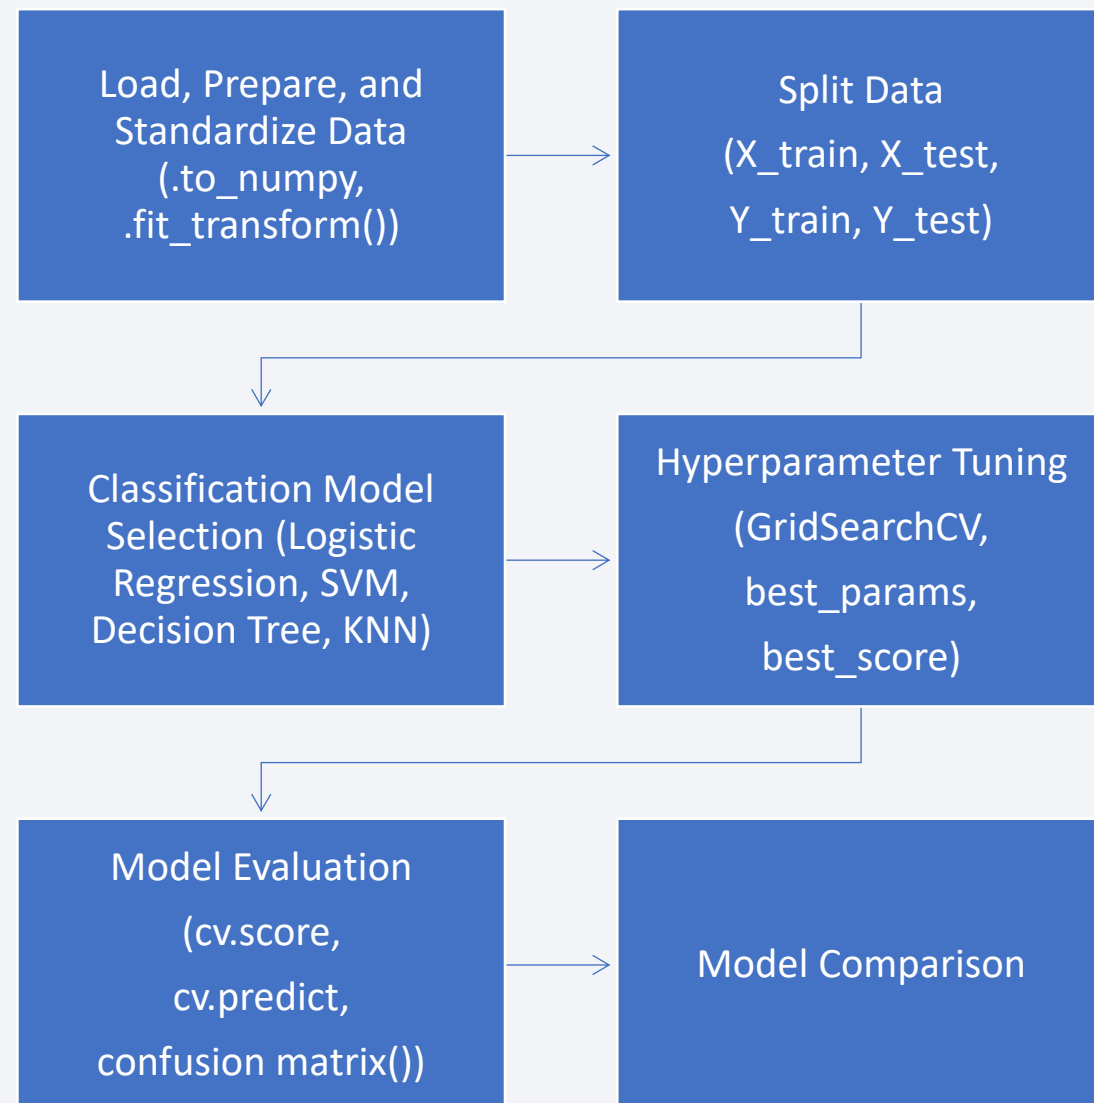 Load, Prepare, and
Standardize Data
(.to_numpy,
.fit_transform())
Split Data
(X_train, X_test,
Y_train, Y_test)
Classification Model
Selection (Logistic
Regression, SVM,
Decision Tree, KNN)
Hyperparameter Tuning
(GridSearchCV,
best_params,
best_score)
Model Evaluation
(cv.score,
cv.predict,
confusion matrix())
Model Comparison